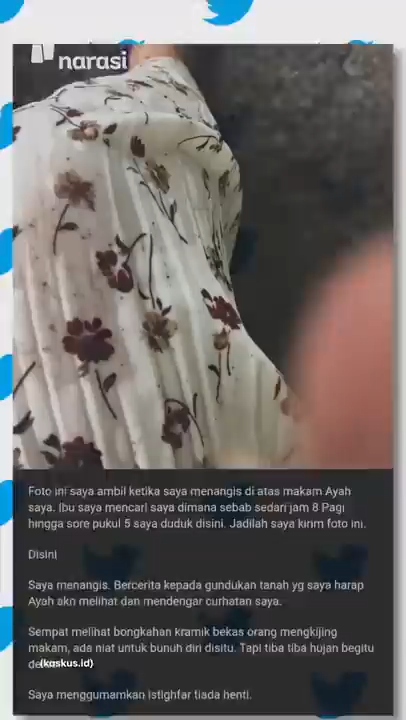 narasi
Foto ini saya ambil ketika saya menangis di atas makam Ayah
saya. Ibu saya mencari saya dimana sebab sedari jam 8 Pagi
hingga sore pukul 5 saya duduk disini. Jadilah saya kirim foto ini.
Disini
Saya menangis. Bercerita kepada gundukan tanah yg saya harap
Ayah akn melihat dan mendengar curhatan saya.
Sempat melihat bongkahan kramik bekas orang mengkijing
makam, ada niat untuk bunuh diri disitu. Tapi tiba tiba hujan begitu
(kaskus.id)
Saya menggumamkan istighfar tiada henti.